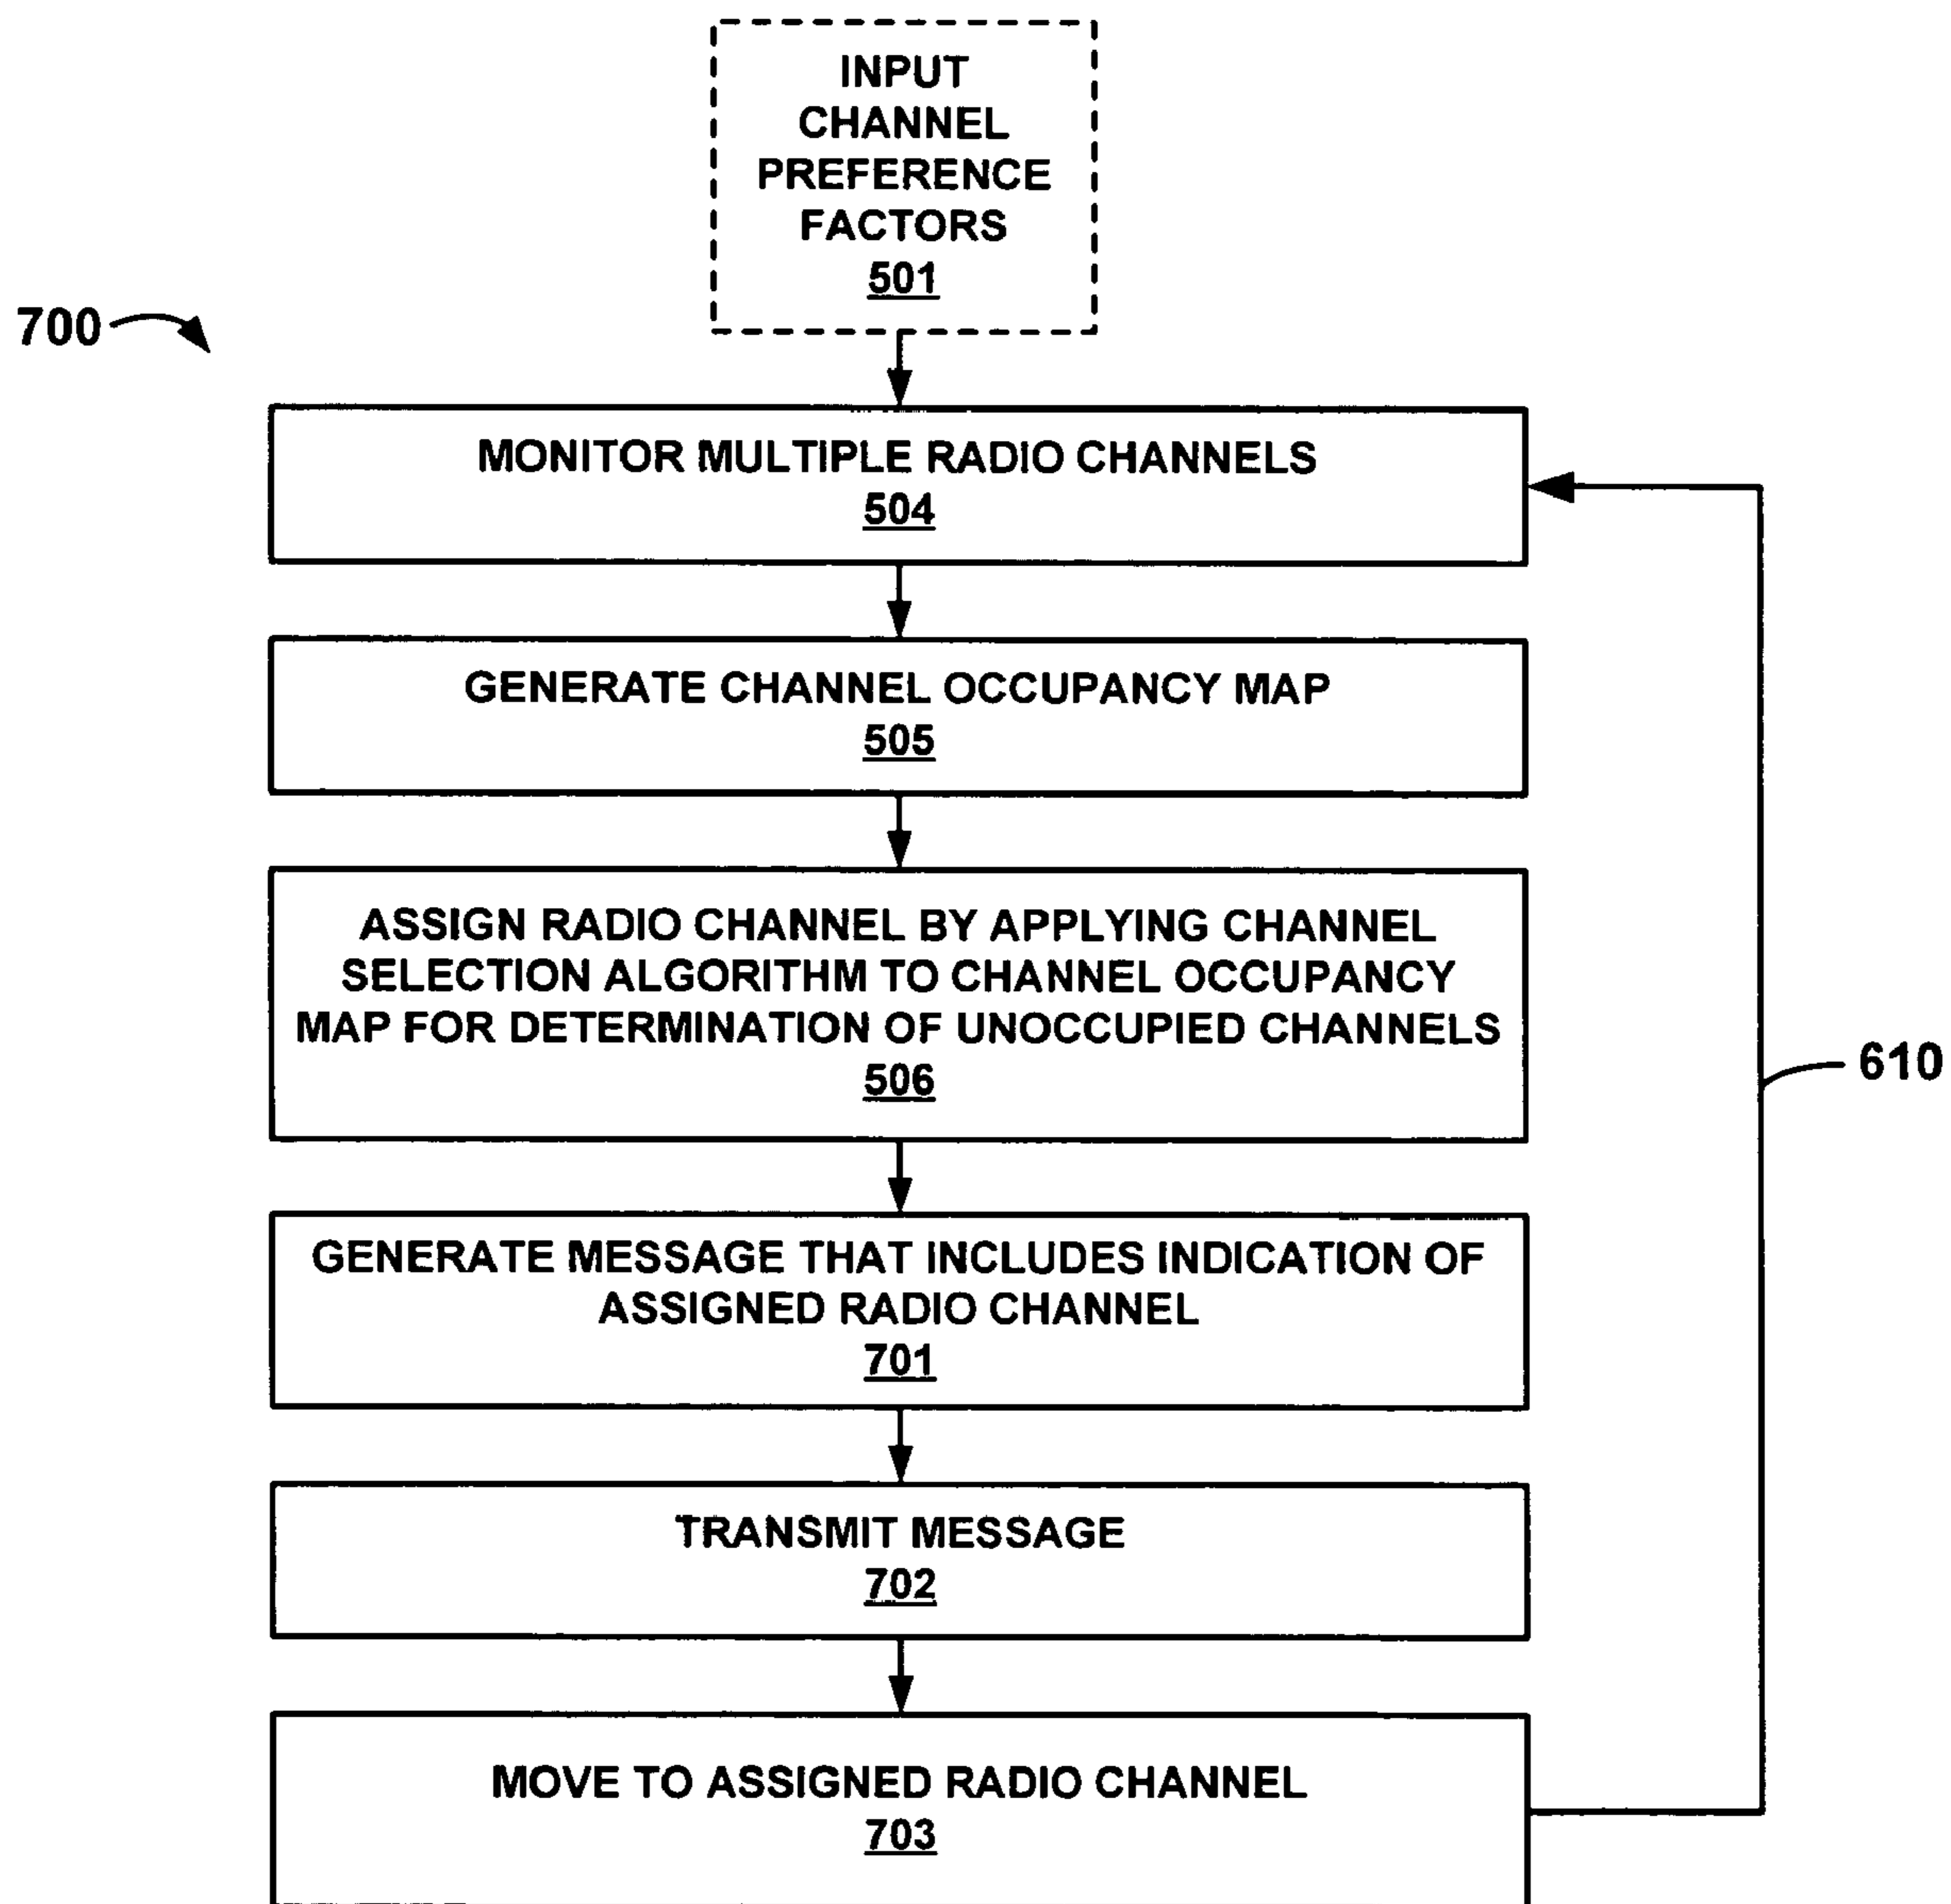 INPUT
CHANNEL
PREFERENCE
FACTORS
501
700
MONITOR MULTIPLE RADIO CHANNELS
504
GENERATE CHANNEL OCCUPANCY MAP
505
ASSIGN RADIO CHANNEL BY APPLYING CHANNEL
SELECTION ALGORITHM TO CHANNEL OCCUPANCY
MAP FOR DETERMINATION OF UNOCCUPIED CHANNELS
506
610
GENERATE MESSAGE THAT INCLUDES INDICATION OF
ASSIGNED RADIO CHANNEL
701
TRANSMIT MESSAGE
702
MOVE TO ASSIGNED RADIO CHANNEL
703